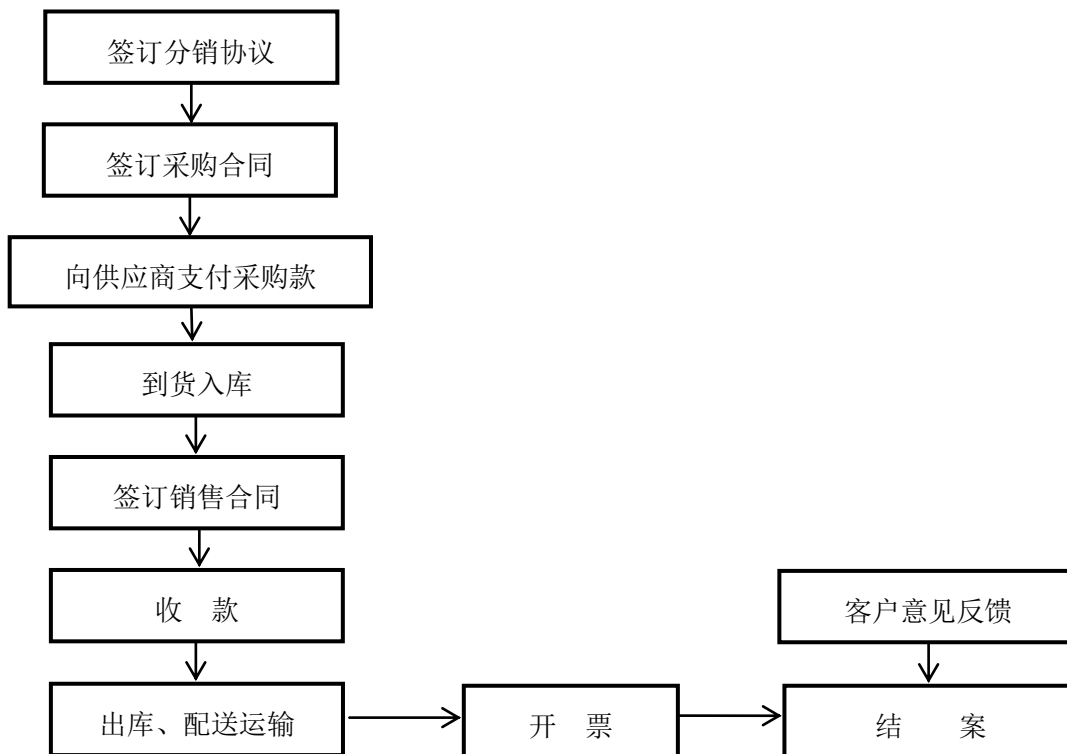 签订分销协议
签订采购合同
向供应商支付采购款
到货入库
签订销售合同
收 款
客户意见反馈
出库、配送运输
开 票
结 案